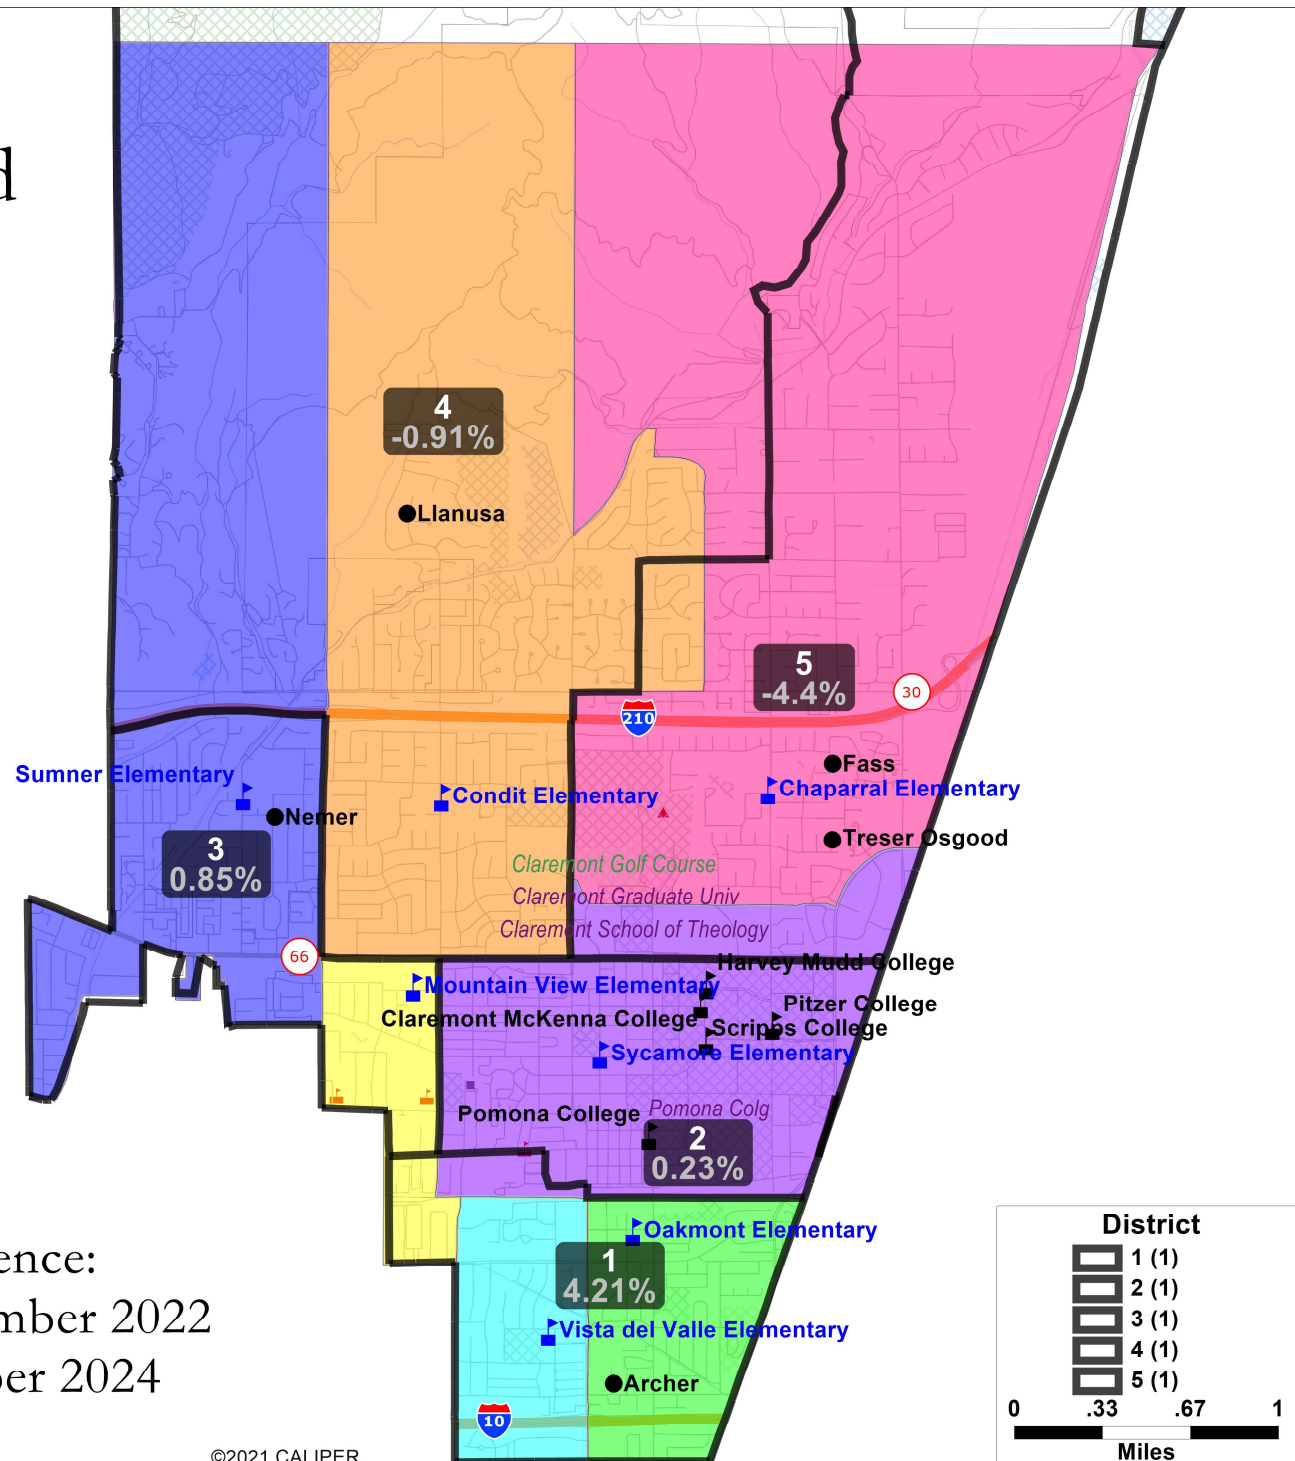 d
4
-0.91%
Llanusa
5
-4.4%
30
210
Fass
Sumner Elementary
Condit Elementary
Chaparral Elementary
Nemer
Treser Osgood
3
0.85%
Claremont Golf Course
Claremont Graduate Univ
Claremont School of Theology
66
Harvey Mudd College
Mountain View Elementary
Pitzer College
Claremont McKenna College
Scripps College
Sycamore Elementary
Pomona College
Pomona Colg
2
0.23%
Oakmont Elementary
1
4.21%
Vista del Valle Elementary
Archer
10
ence:
mber 2022
ber 2024
©2021 CALIPER
District
1 (1)
2 (1)
3 (1)
4 (1)
5 (1)
0 .33 .67 1
Miles